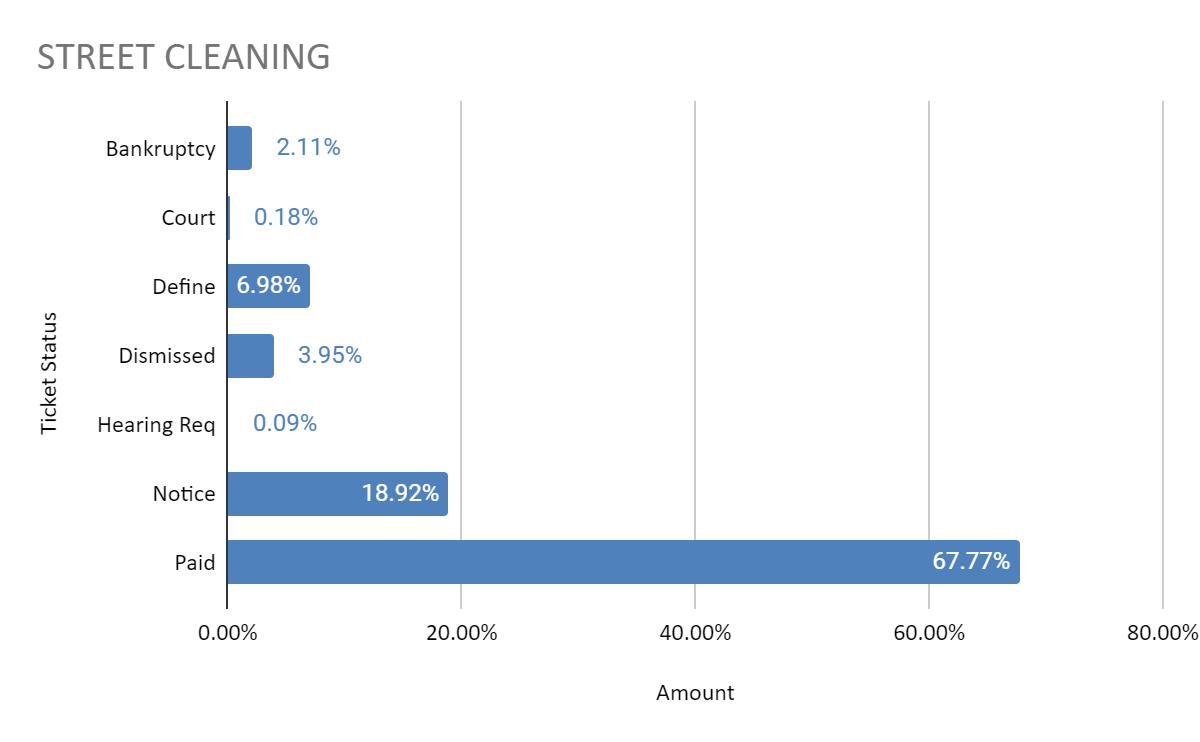 STREET CLEANING
Bankruptcy 2.11%
Court 0.18%
Define 6.98%
Dismissed 3.95%
Hearing Req 0.09%
Notice 18.92%
Paid 67.77%
Ticket Status
0.00% 20.00% 40.00% 60.00% 80.00%
Amount